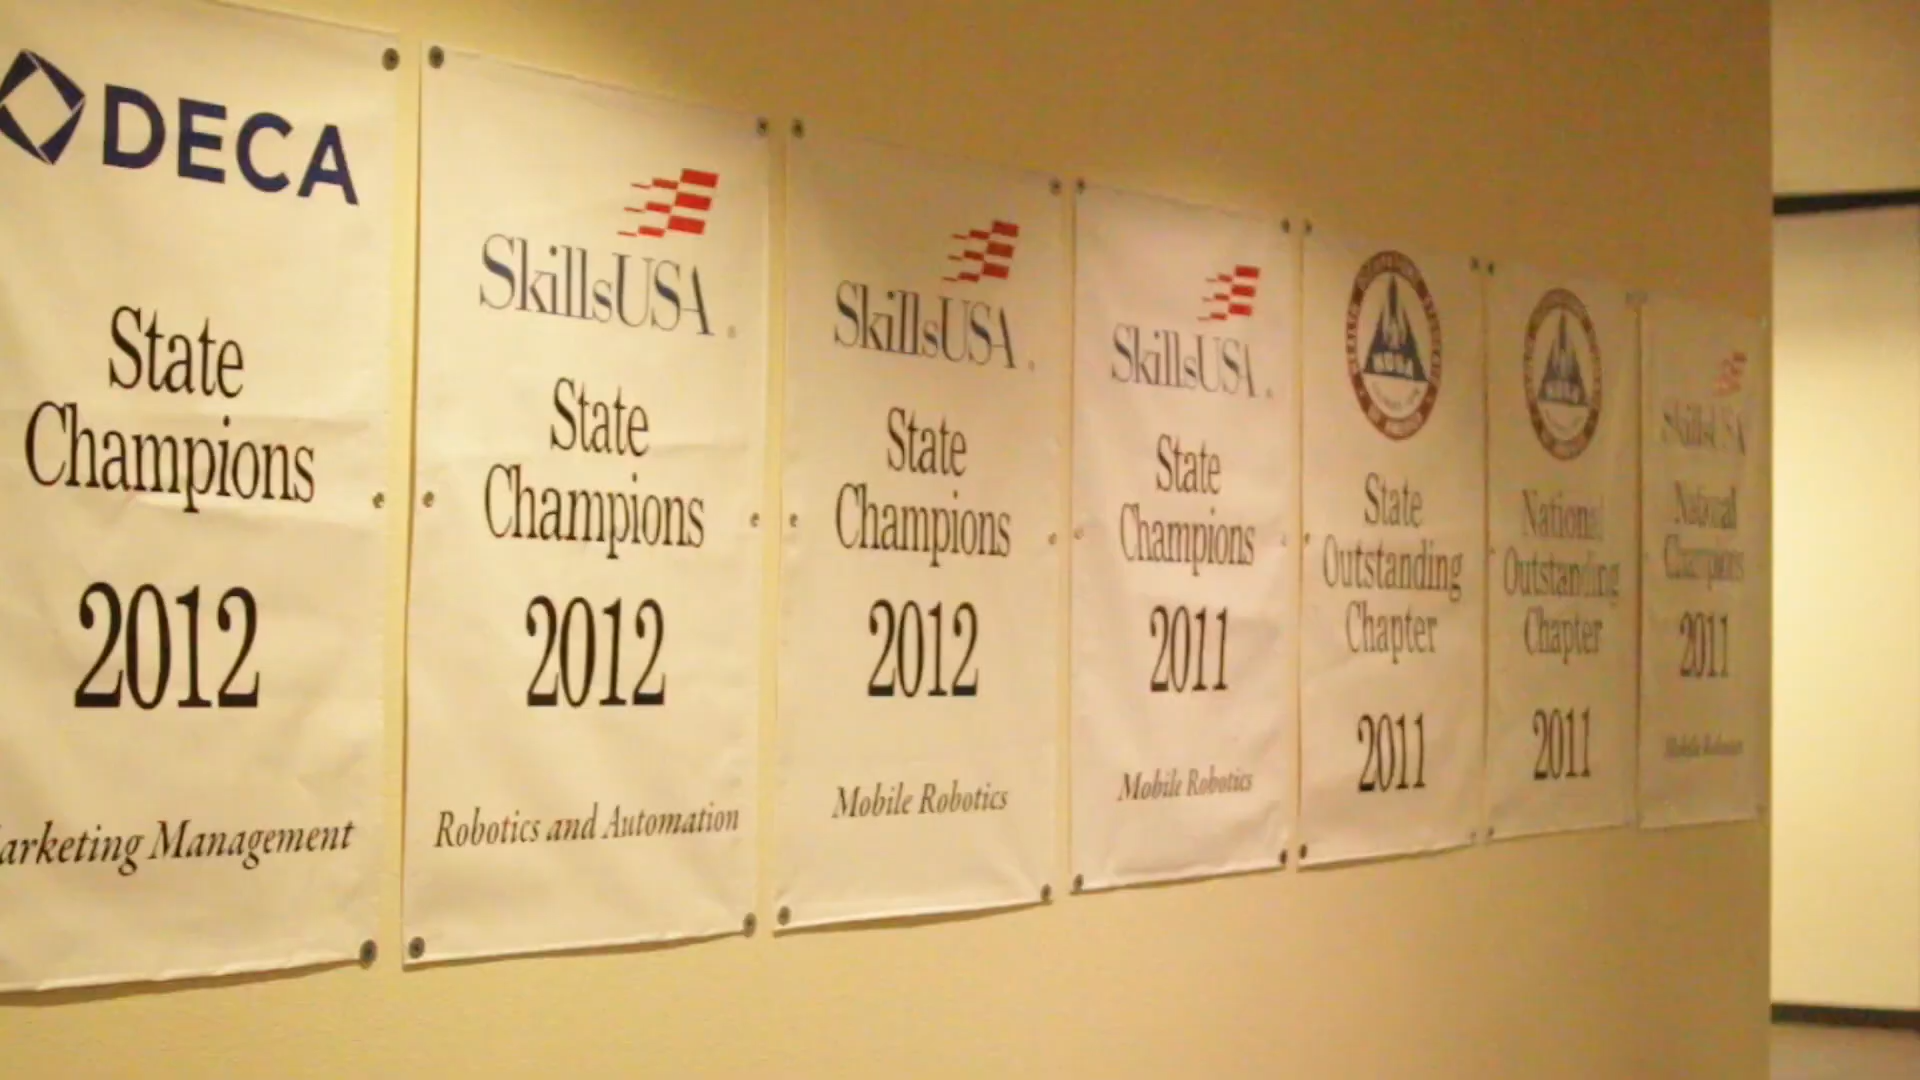 DECA
State
Champions
2012
arketing Management
SkillsUSA
State
Champions
2012
Robotics and Automation
SkillsUSA
State
Champions
2012
Mobile Robotics
SkillsUSA
State
Champions
2011
Mobile Robotics
State
Outstanding
Chapter
2011
National
Outstanding
Chapter
2011
SkillsUSA
National
Champions
2011
Mobile Robotics